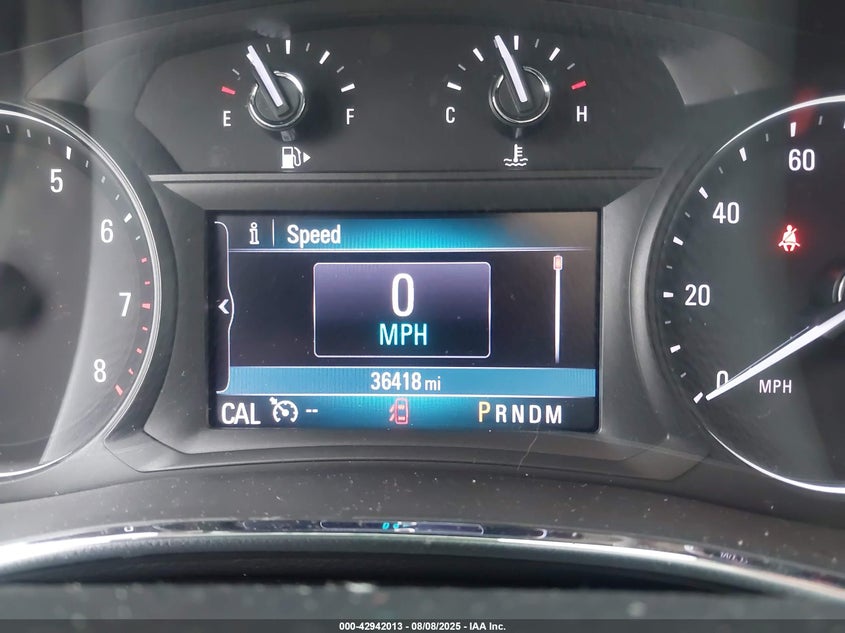 E F
C H
5
6
7
8
i Speed
0
MPH
36418 mi
CAL -- PRNDM
60
40
20
0
MPH
000-42942013 - 08/08/2025 - IAA Inc.